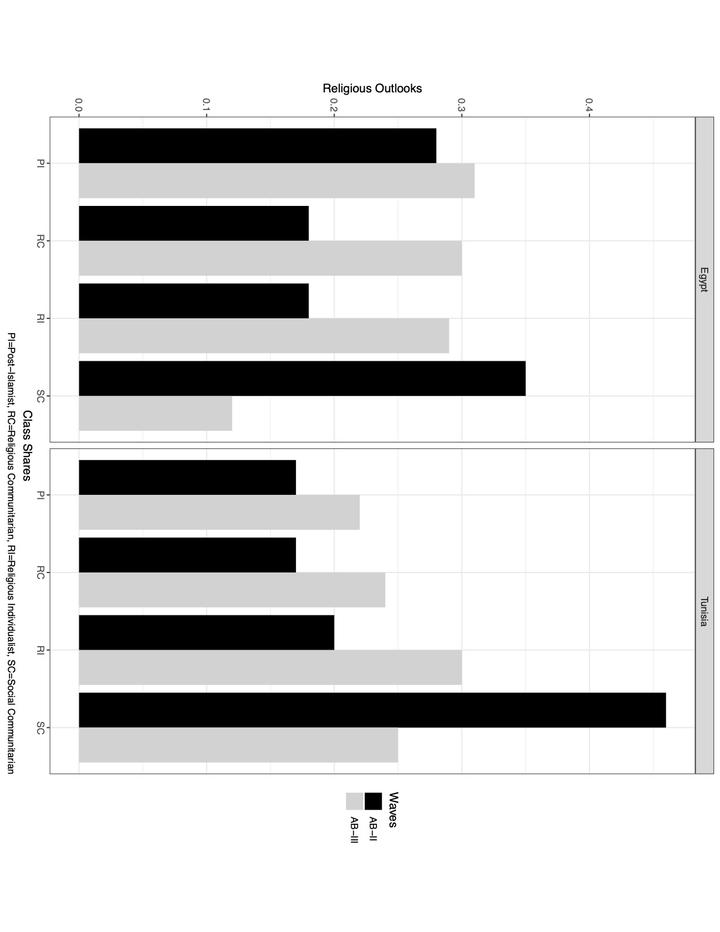 Egypt
Tunisia
Religious Outlooks
0.4
0.3
0.2
0.1
0.0
PI
RC
RI
SC
PI
RC
RI
SC
Class Shares
PI=Post−Islamist, RC=Religious Communitarian, RI=Religious Individualist, SC=Social Communitarian
Waves
AB−II
AB−III